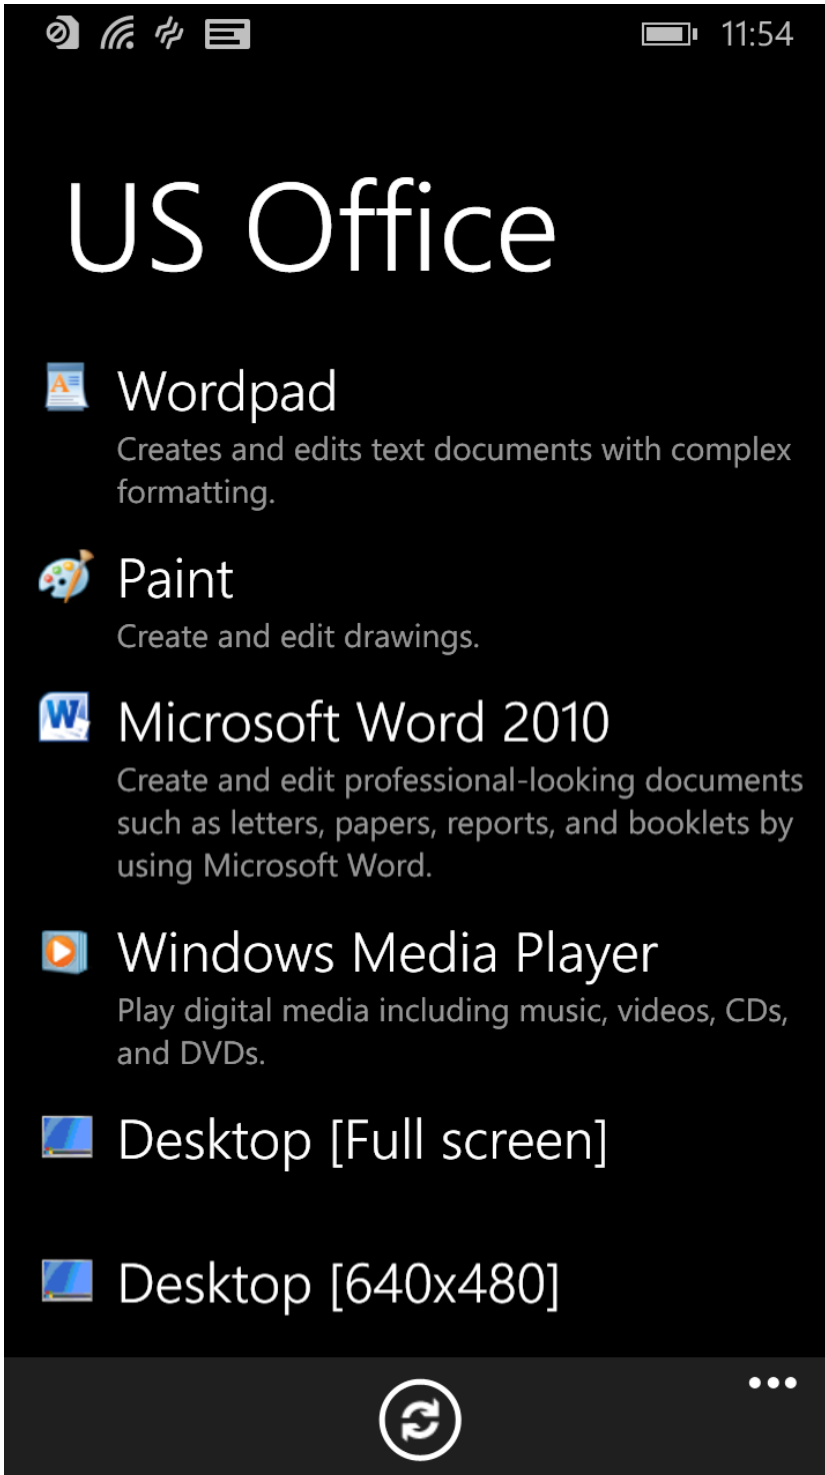 11:54
US Office
Wordpad
Creates and edits text documents with complex
formatting.
Paint
Create and edit drawings.
Microsoft Word 2010
Create and edit professional-looking documents
such as letters, papers, reports, and booklets by
using Microsoft Word.
Windows Media Player
Play digital media including music, videos, CDs,
and DVDs.
Desktop [Full screen]
Desktop [640x480]